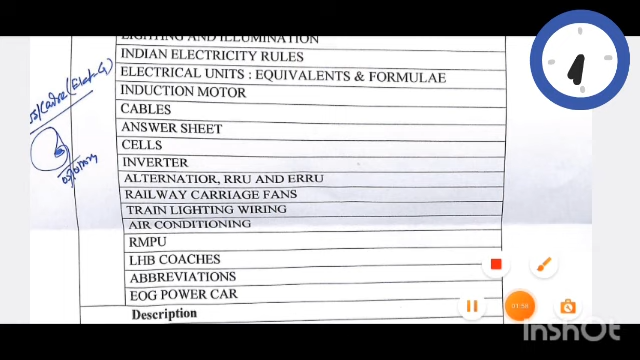 LIGHTING AND ILLUMINATION
INDIAN ELECTRICITY RULES
ELECTRICAL UNITS : EQUIVALENTS & FORMULAE
INDUCTION MOTOR
CABLES
ANSWER SHEET
CELLS
INVERTER
ALTERNATIOR, RRU AND ERRU
RAILWAY CARRIAGE FANS
TRAIN LIGHTING WIRING
AIR CONDITIONING
RMPU
LHB COACHES
ABBREVIATIONS
EOG POWER CAR
Description
01:58
InShOt